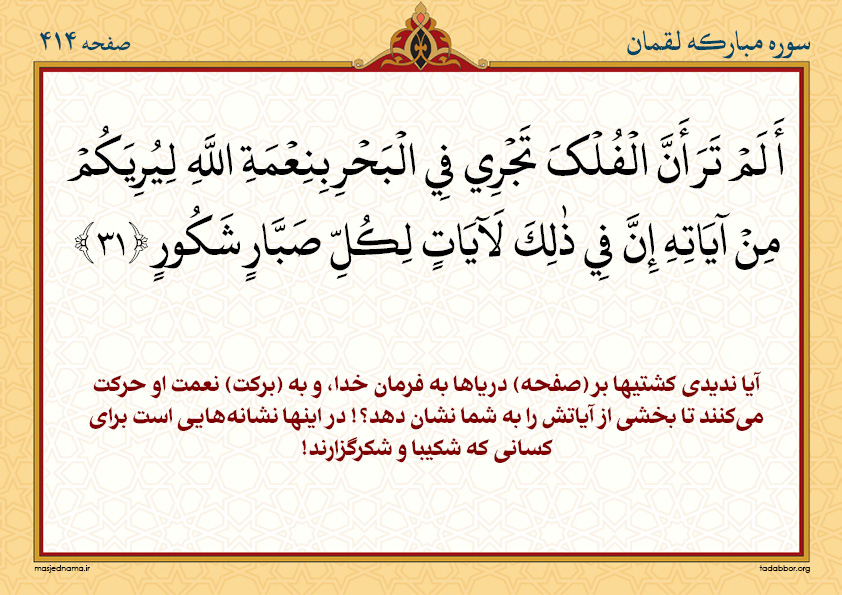 سوره مبارکه لقمان
صفحه ۴۱۴
أَلَمْ تَرَ أَنَّ الْفُلْکَ تَجْرِي فِي الْبَحْرِ بِنِعْمَةِ اللَّهِ لِيُرِيَكُمْ
مِنْ آيَاتِهِ إِنَّ فِي ذَٰلِكَ لَآيَاتٍ لِكُلِّ صَبَّارٍ شَكُورٍ ﴿۳۱﴾
آیا ندیدی کشتیها بر (صفحه) دریاها به فرمان خدا، و به (برکت) نعمت او حرکت
می‌کنند تا بخشی از آیاتش را به شما نشان دهد؟! در اینها نشانه‌هایی است برای
کسانی که شکیبا و شکرگزارند!
masjednama.ir
tadabbor.org